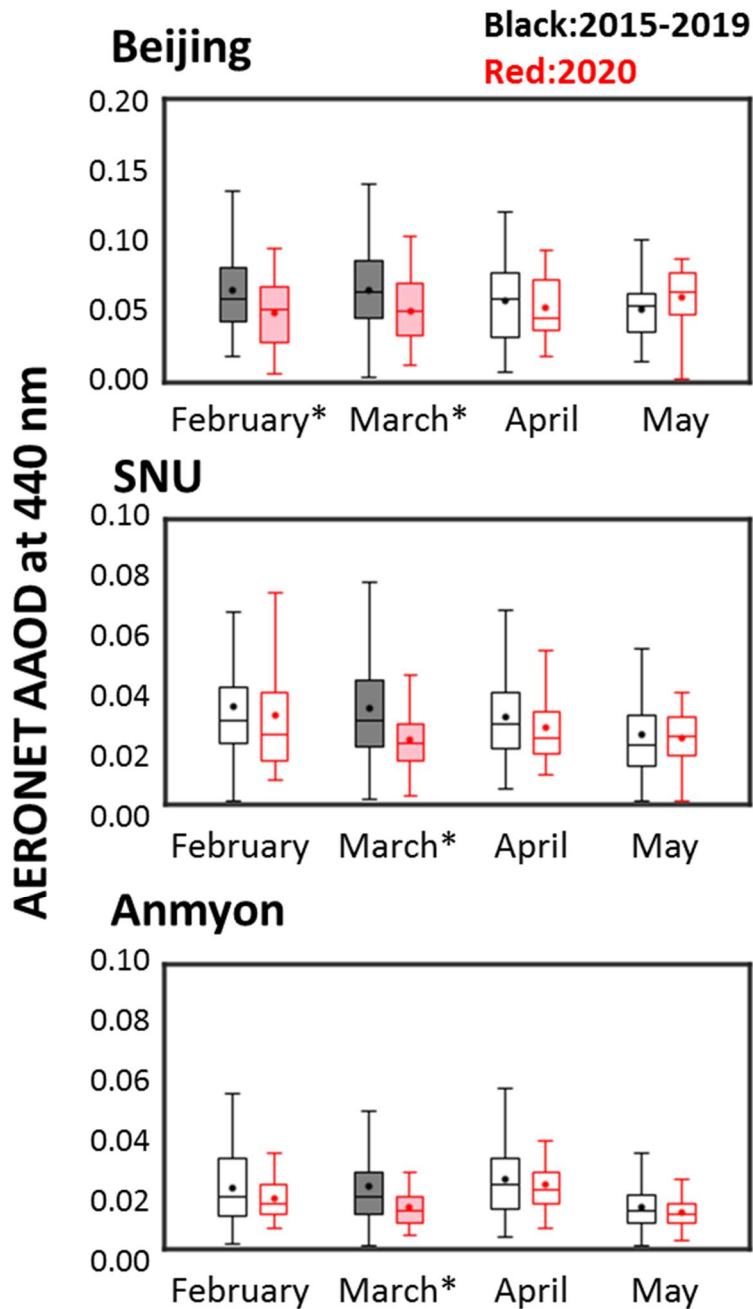 Beijing
Black:2015-2019
Red:2020
AERONET AAOD at 440 nm
0.20
0.15
0.10
0.05
0.00
February* March* April May
SNU
0.10
0.08
0.06
0.04
0.02
0.00
February March* April May
Anmyon
0.10
0.08
0.06
0.04
0.02
0.00
February March* April May